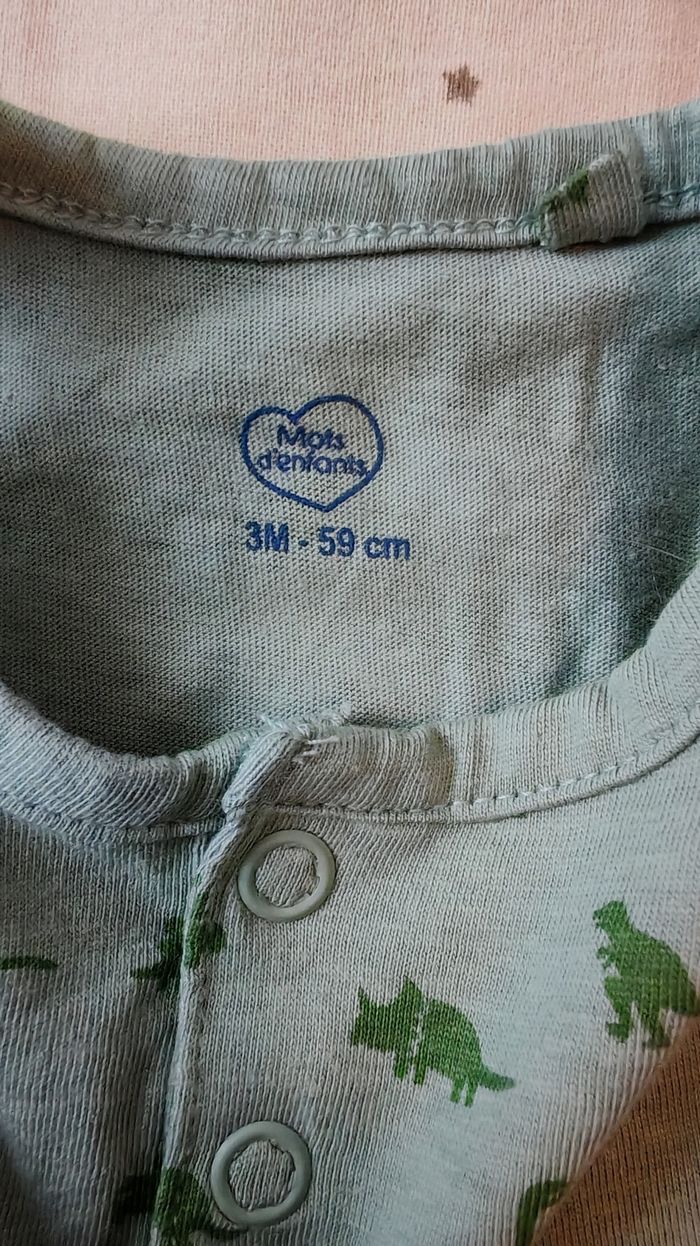 Mots
d'enfants
3M - 59 cm